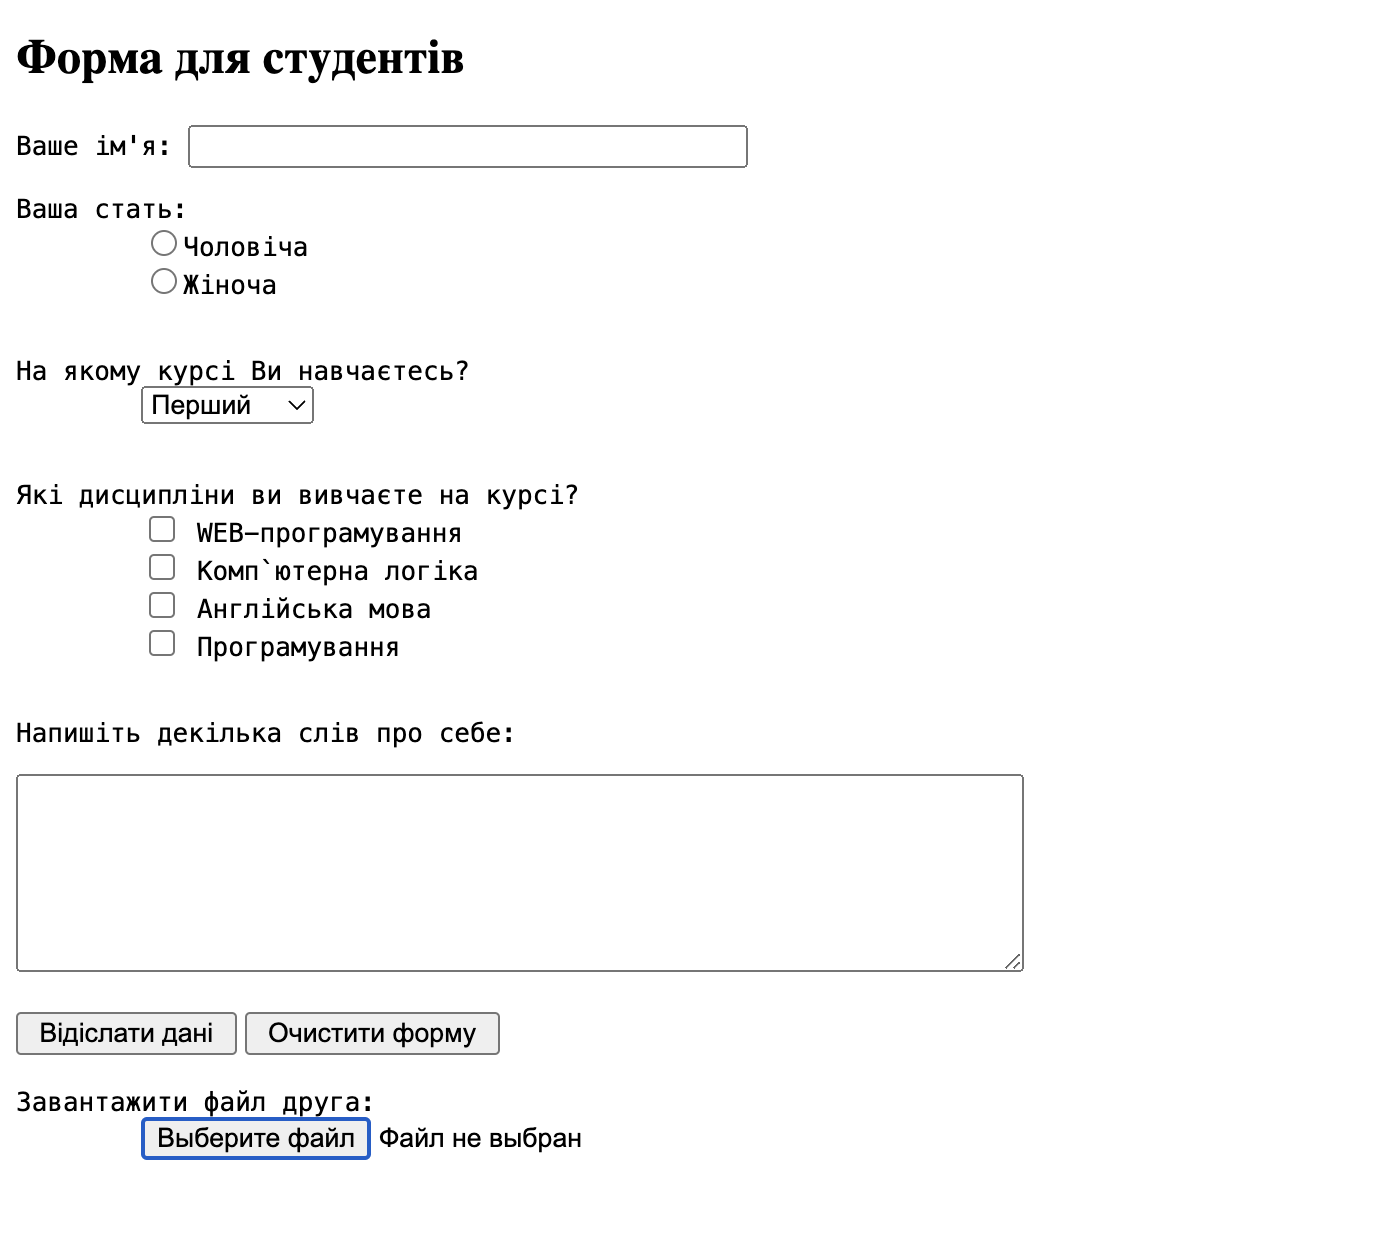 Форма для студентів
Ваше ім'я:
Ваша стать:
Чоловіча
Жіноча
На якому курсі Ви навчаєтесь?
Перший
Які дисципліни ви вивчаєте на курсі?
WEB-програмування
Комп`ютерна логіка
Англійська мова
Програмування
Напишіть декілька слів про себе:
Відіслати дані Очистити форму
Завантажити файл друга:
Выберите файл Файл не выбран